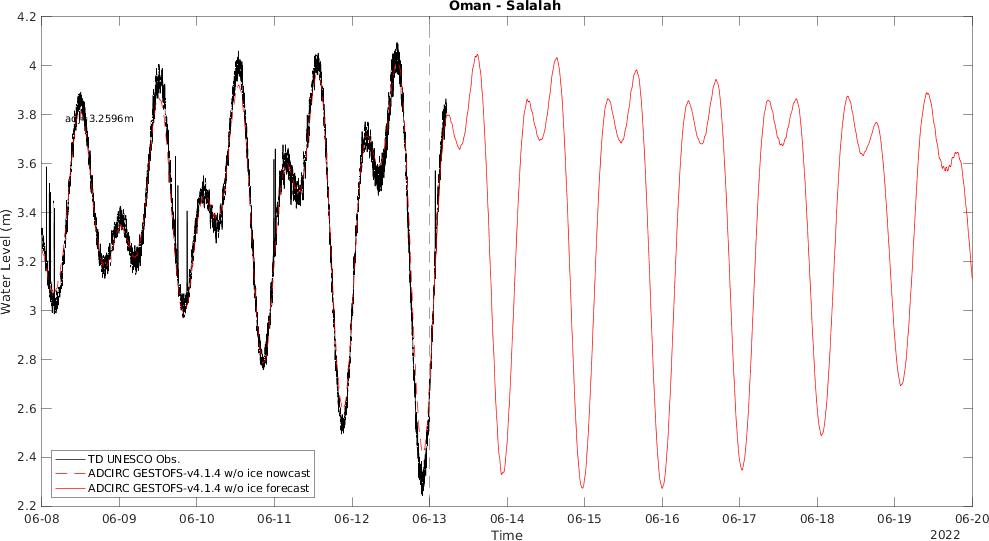 Oman - Salalah
4.2
4
3.8
3.6
3.4
3.2
3
2.8
2.6
2.4
2.2
Water Level (m)
3.2596m
TD UNESCO Obs.
ADCIRC GESTOFS-v4.1.4 w/o ice nowcast
ADCIRC GESTOFS-v4.1.4 w/o ice forecast
06-08 06-09 06-10 06-11 06-12 06-13 06-14 06-15 06-16 06-17 06-18 06-19 06-20
Time
2022